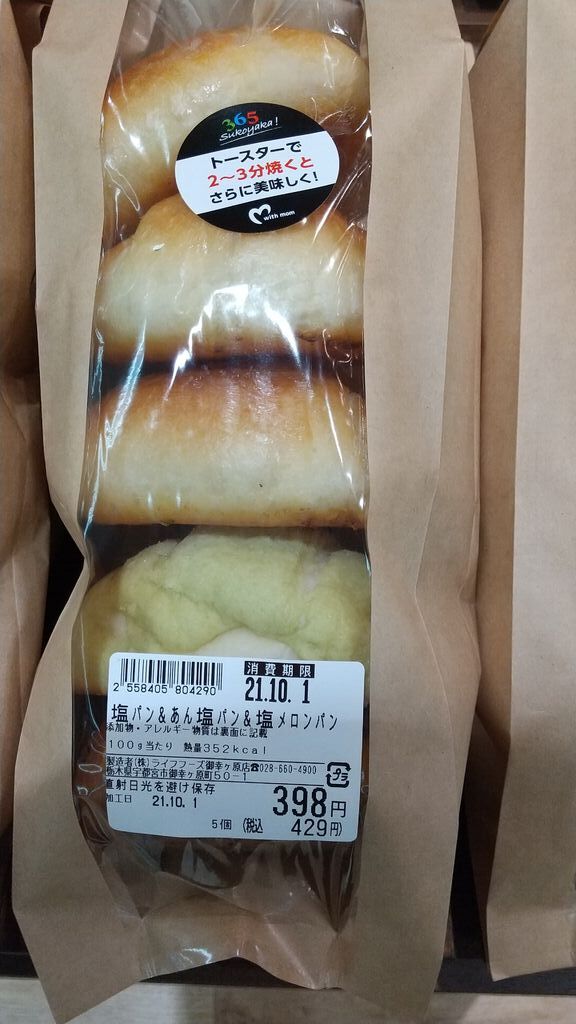 365
Sukoyaka!
トースターで
2〜3分焼くと
さらに美味しく!
with mom
2 558405 804290
消費期限
21.10. 1
塩パン&あん塩パン&塩メロンパン
添加物・アレルギー物質は裏面に記載
100g当たり 熱量352kcal
製造者(株)ライフフーズ御幸ヶ原店☎028-660-4900
栃木県宇都宮市御幸ヶ原町50-1
プラ
直射日光を避け保存
加工日 21.10. 1
398円
5個 (税込 429円)